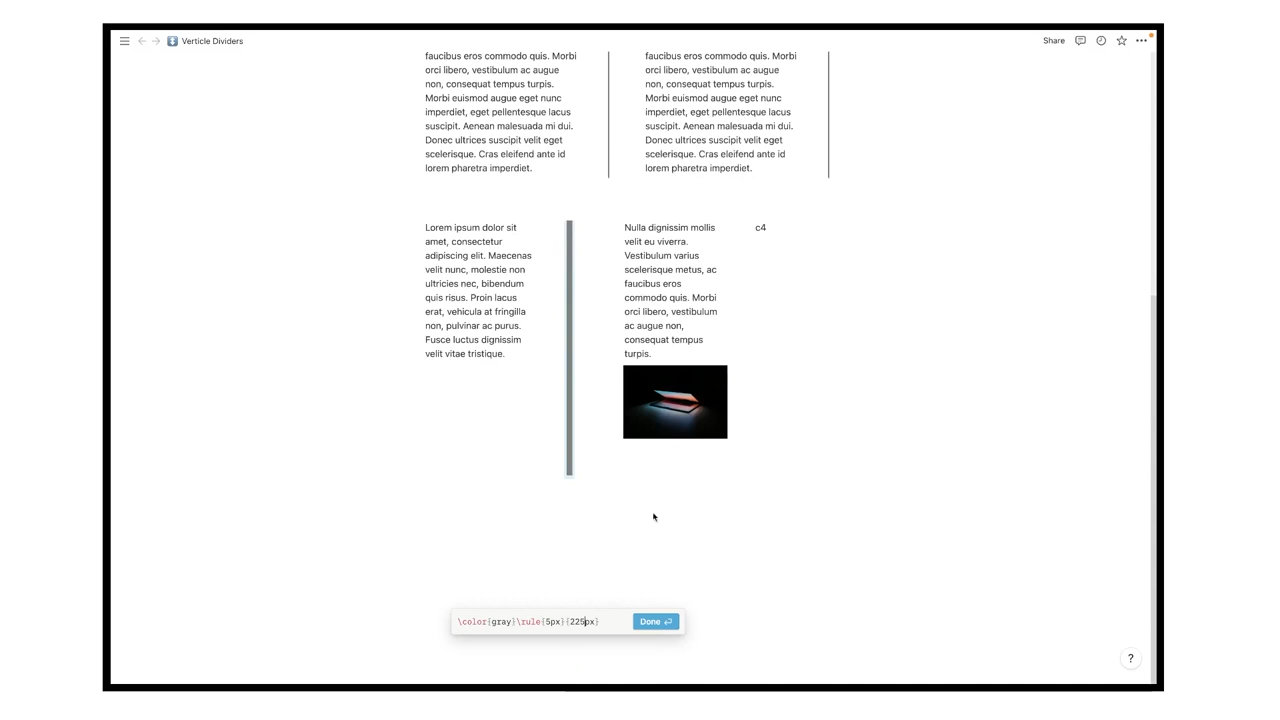 Verticle Dividers
Share
faucibus eros commodo quis. Morbi
orci libero, vestibulum ac augue
non, consequat tempus turpis.
Morbi euismod augue eget nunc
imperdiet, eget pellentesque lacus
suscipit. Aenean malesuada mi dui.
Donec ultrices suscipit velit eget
scelerisque. Cras eleifend ante id
lorem pharetra imperdiet.
faucibus eros commodo quis. Morbi
orci libero, vestibulum ac augue
non, consequat tempus turpis.
Morbi euismod augue eget nunc
imperdiet, eget pellentesque lacus
suscipit. Aenean malesuada mi dui.
Donec ultrices suscipit velit eget
scelerisque. Cras eleifend ante id
lorem pharetra imperdiet.
Lorem ipsum dolor sit
amet, consectetur
adipiscing elit. Maecenas
velit nunc, molestie non
ultricies nec, bibendum
quis risus. Proin lacus
erat, vehicula at fringilla
non, pulvinar ac purus.
Fusce luctus dignissim
velit vitae tristique.
Nulla dignissim mollis
velit eu viverra.
Vestibulum varius
scelerisque metus, ac
faucibus eros
commodo quis. Morbi
orci libero, vestibulum
ac augue non,
consequat tempus
turpis.
c4
\color{gray}\rule{5px}{225px}
Done
?